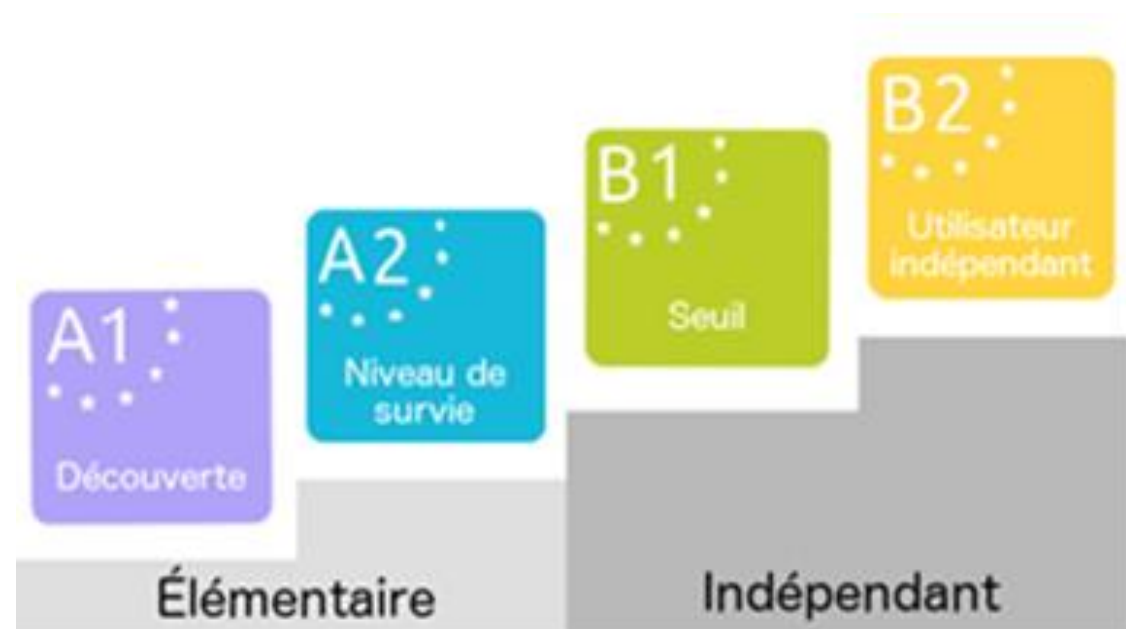 A1
Découverte
A2
Niveau de
survie
B1
Seuil
B2
Utilisateur
indépendant
Élémentaire
Indépendant